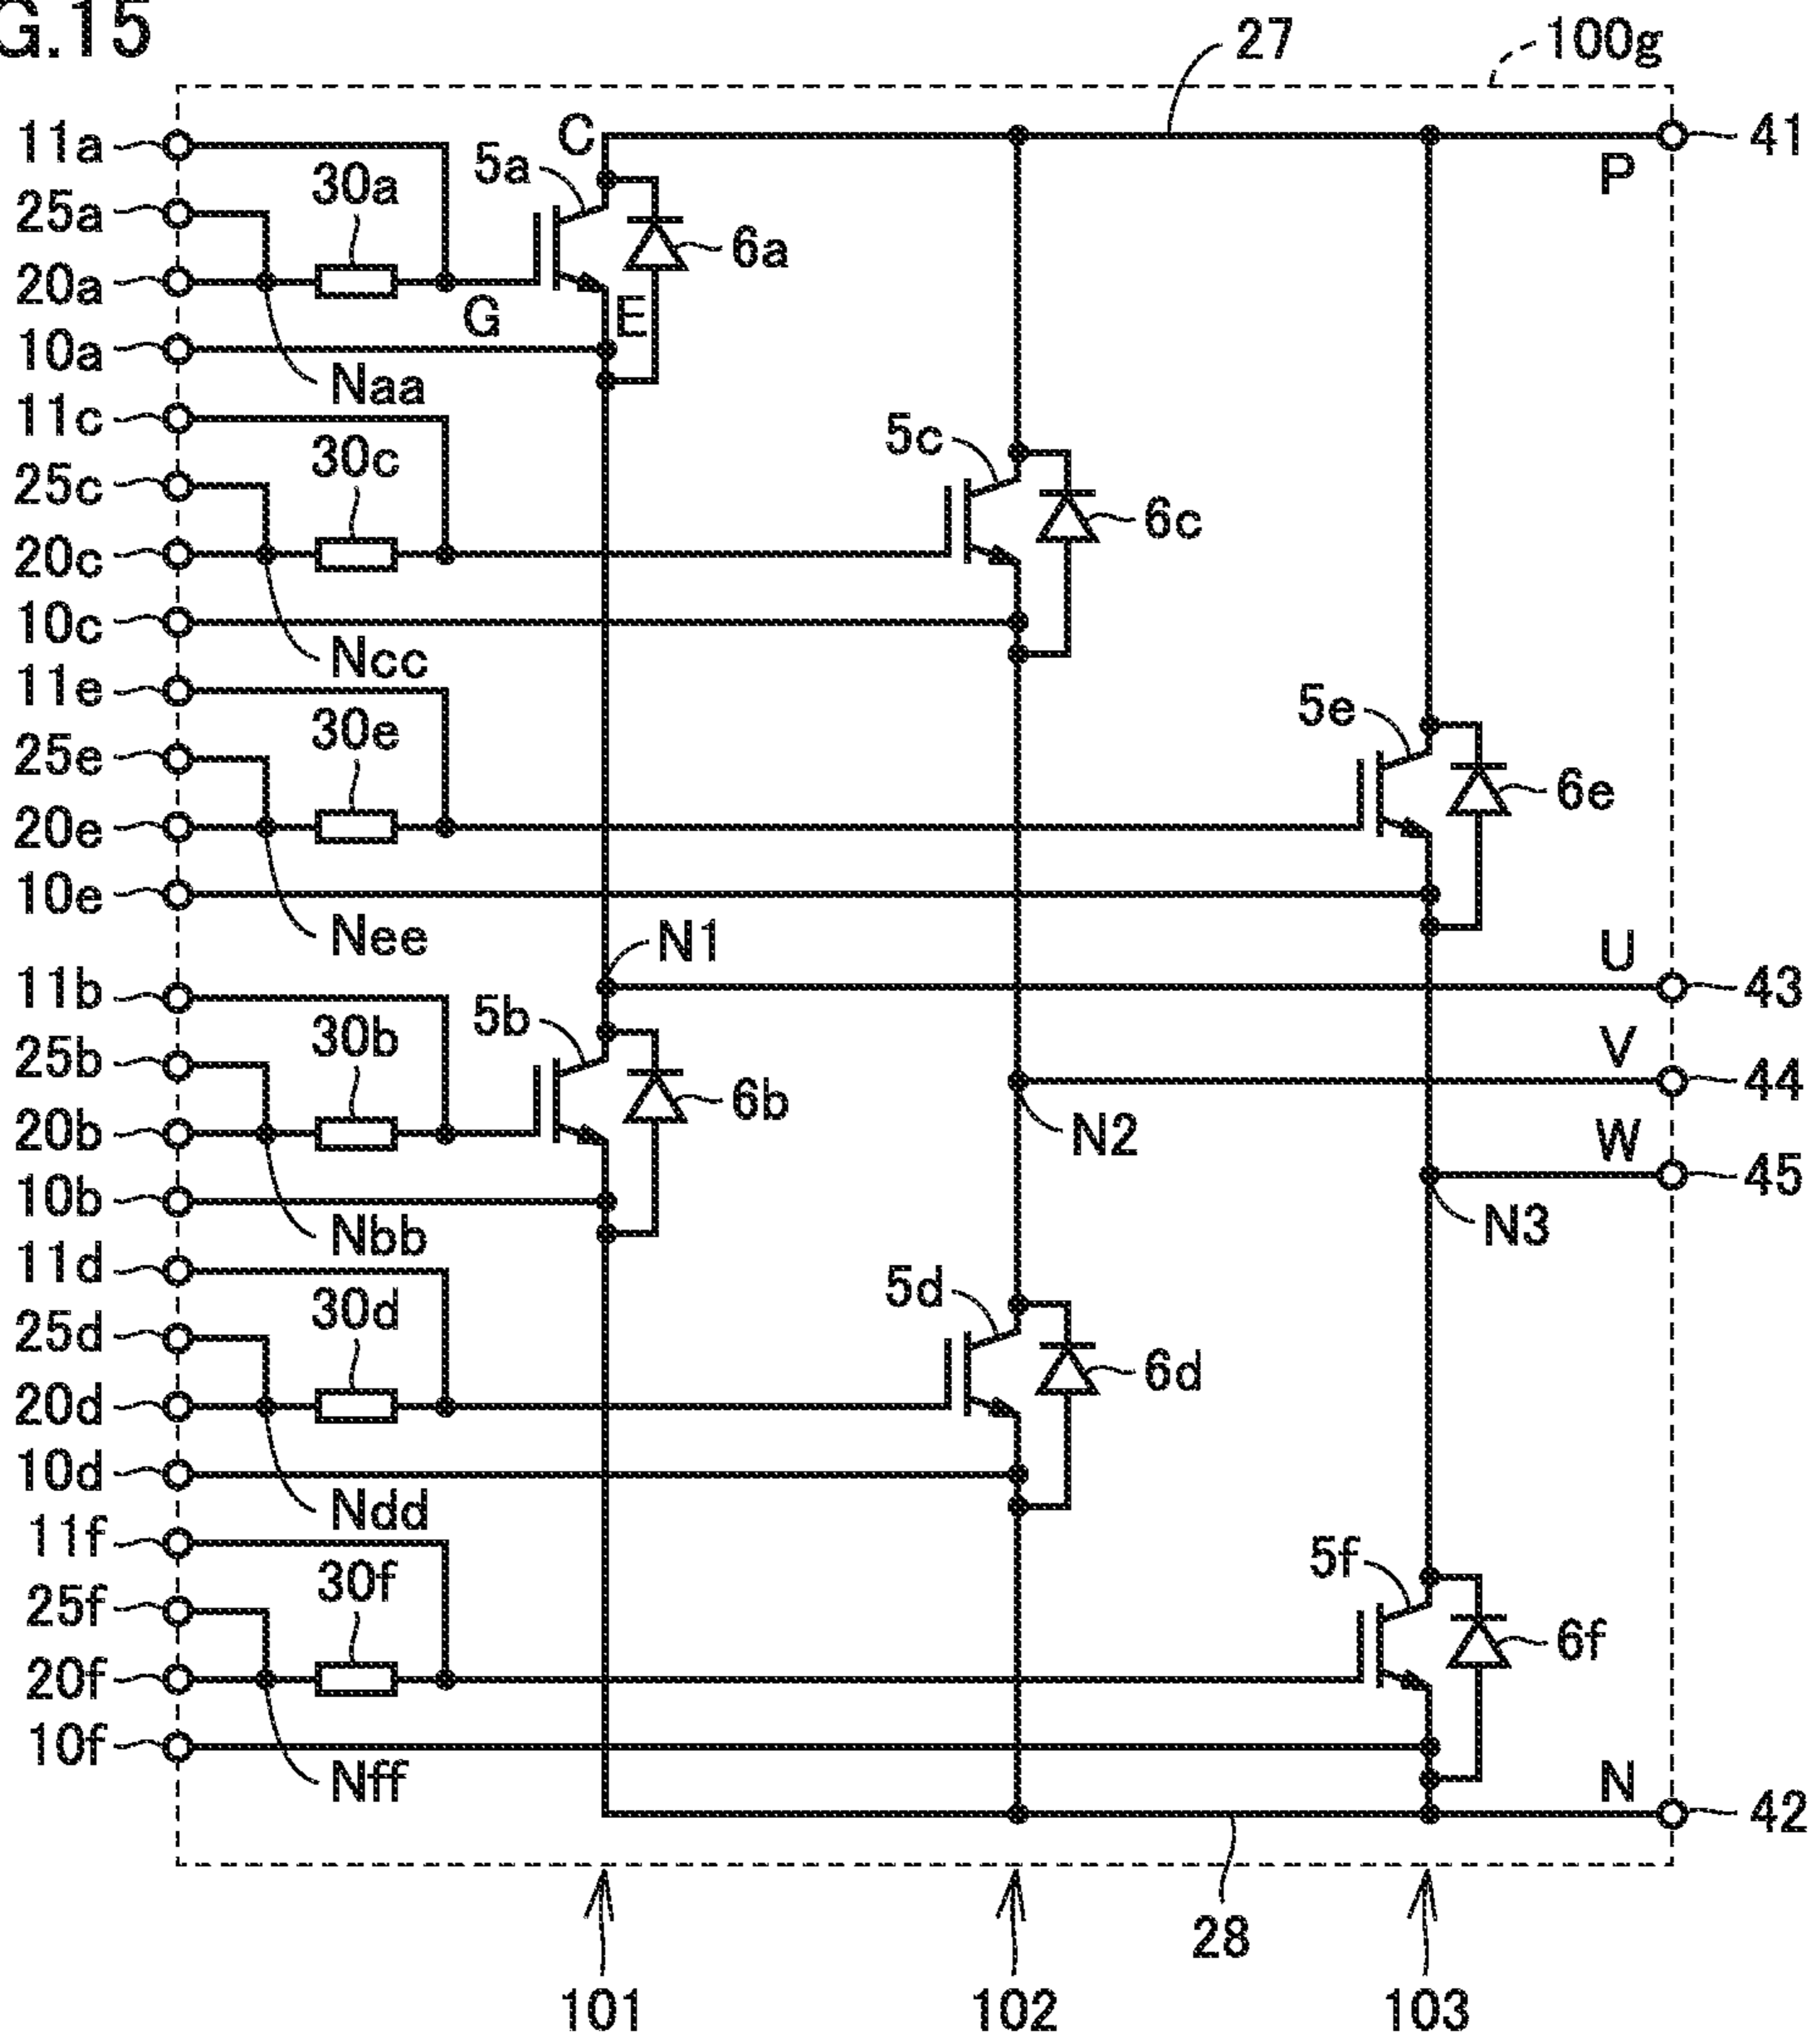 G.15
27
100g
11a
C
41
5a
P
30a
25a
6a
20a
G
E
10a
Naa
11c
5c
30c
25c
6c
20c
10c
Ncc
11e
5e
30e
25e
6e
20e
10e
Nee
N1
U
11b
43
5b
30b
V
25b
44
6b
20b
N2
W
45
10b
Nbb
N3
11d
5d
30d
25d
6d
20d
10d
Ndd
11f
5f
30f
25f
6f
20f
10f
Nff
N
42
28
101
102
103